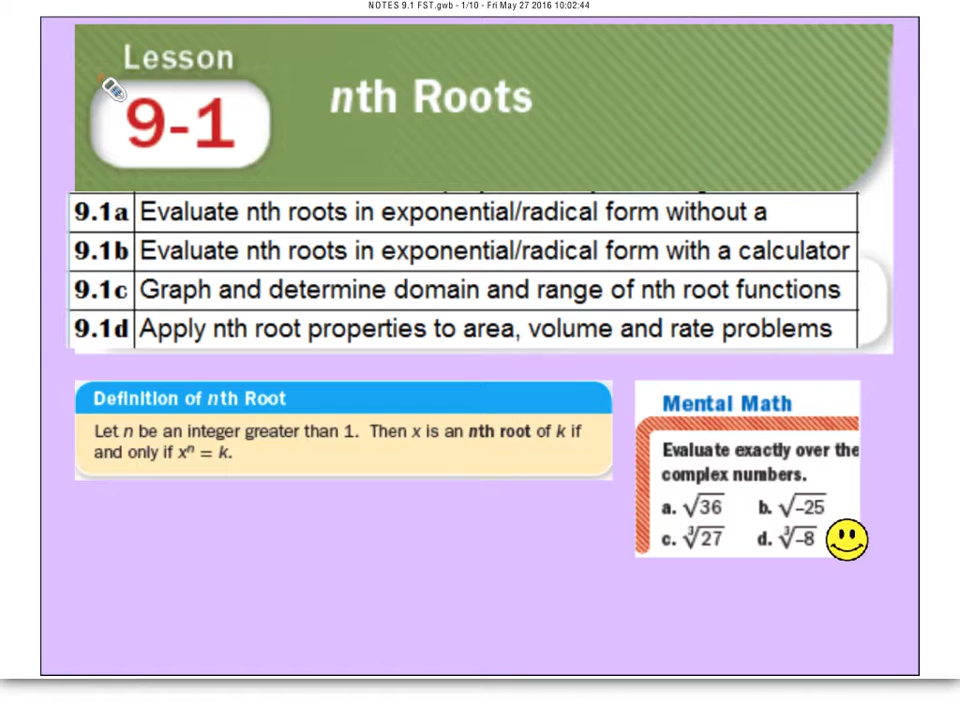 NOTES 9.1 FST.gwb - 1/10 - Fri May 27 2016 10:02:44
Lesson
9-1
nth Roots
9.1a Evaluate nth roots in exponential/radical form without a
9.1b Evaluate nth roots in exponential/radical form with a calculator
9.1c Graph and determine domain and range of nth root functions
9.1d Apply nth root properties to area, volume and rate problems
Definition of nth Root
Let n be an integer greater than 1. Then x is an nth root of k if
and only if xⁿ = k.
Mental Math
Evaluate exactly over the
complex numbers.
a. √36 b. √-25
c. ∛27 d. ∛-8